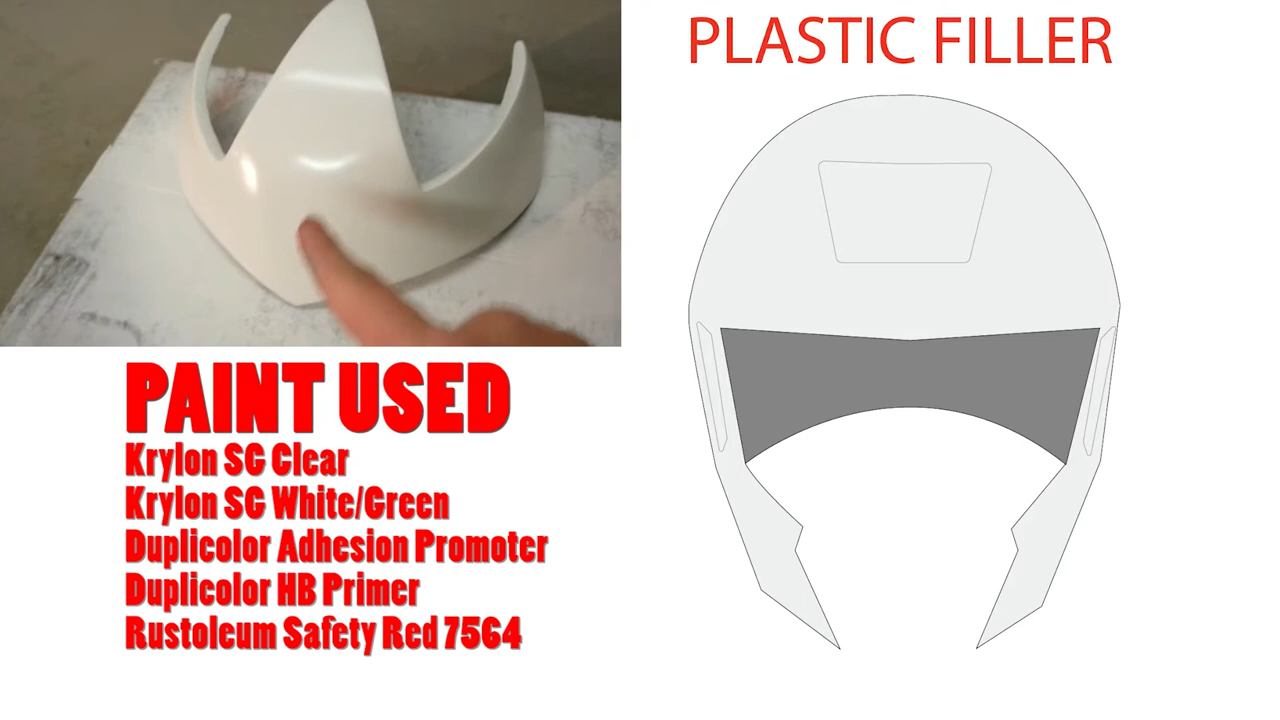 PLASTIC FILLER
PAINT USED
Krylon SG Clear
Krylon SG White/Green
Duplicolor Adhesion Promoter
Duplicolor HB Primer
Rustoleum Safety Red 7564